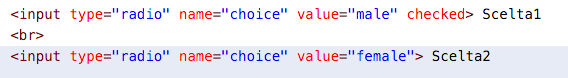 <input type="radio" name="choice" value="male" checked> Scelta1
<br>
<input type="radio" name="choice" value="female"> Scelta2